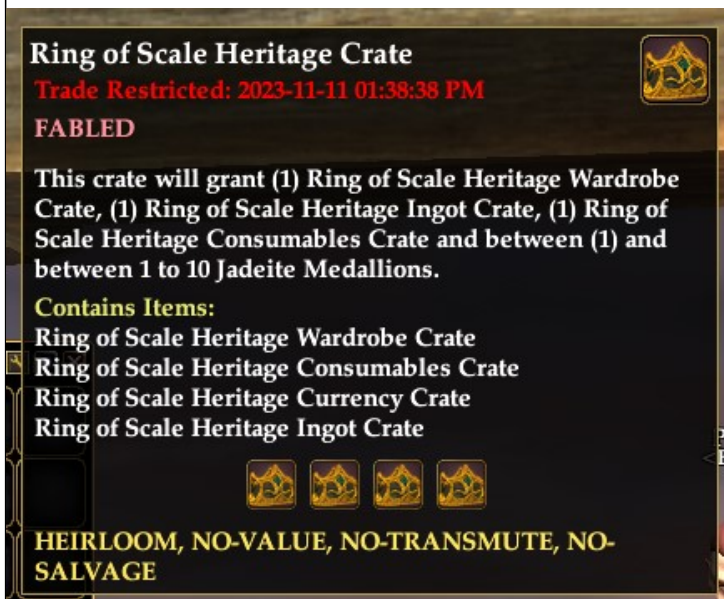 Ring of Scale Heritage Crate
Trade Restricted: 2023-11-11 01:38:38 PM
FABLED
This crate will grant (1) Ring of Scale Heritage Wardrobe
Crate, (1) Ring of Scale Heritage Ingot Crate, (1) Ring of
Scale Heritage Consumables Crate and between (1) and
between 1 to 10 Jadeite Medallions.
Contains Items:
Ring of Scale Heritage Wardrobe Crate
Ring of Scale Heritage Consumables Crate
Ring of Scale Heritage Currency Crate
Ring of Scale Heritage Ingot Crate
HEIRLOOM, NO-VALUE, NO-TRANSMUTE, NO-
SALVAGE